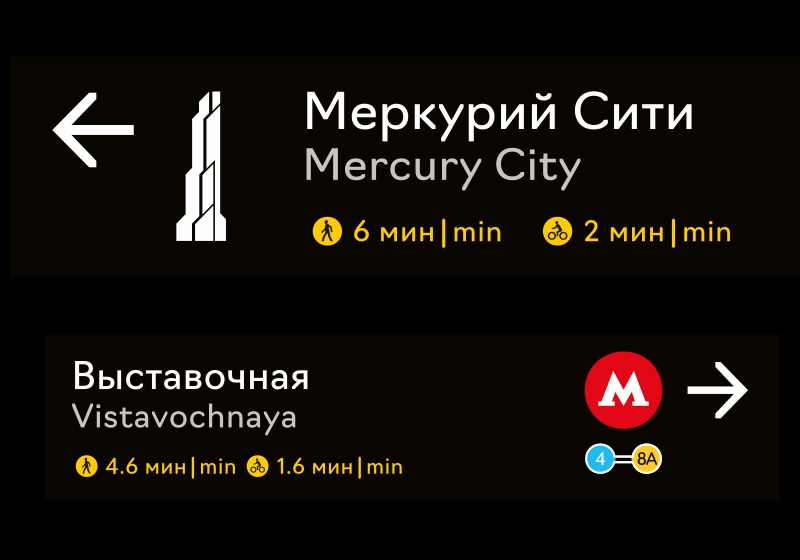 Меркурий Сити
Mercury City
6 мин|min 2 мин|min
Выставочная
Vistavochnaya
4.6 мин|min 1.6 мин|min
М
4 8А